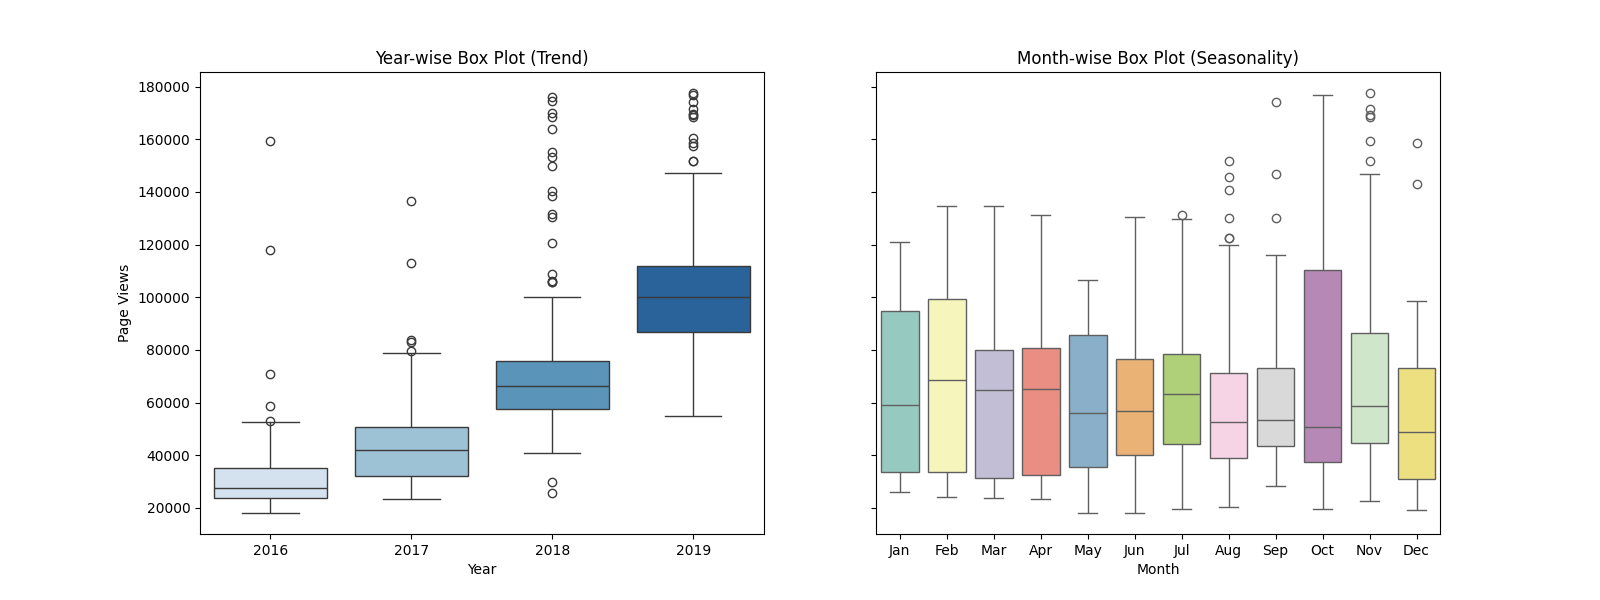 Year-wise Box Plot (Trend)
Page Views
180000
160000
140000
120000
100000
80000
60000
40000
20000
2016 2017 2018 2019
Year
Month-wise Box Plot (Seasonality)
Jan Feb Mar Apr May Jun Jul Aug Sep Oct Nov Dec
Month